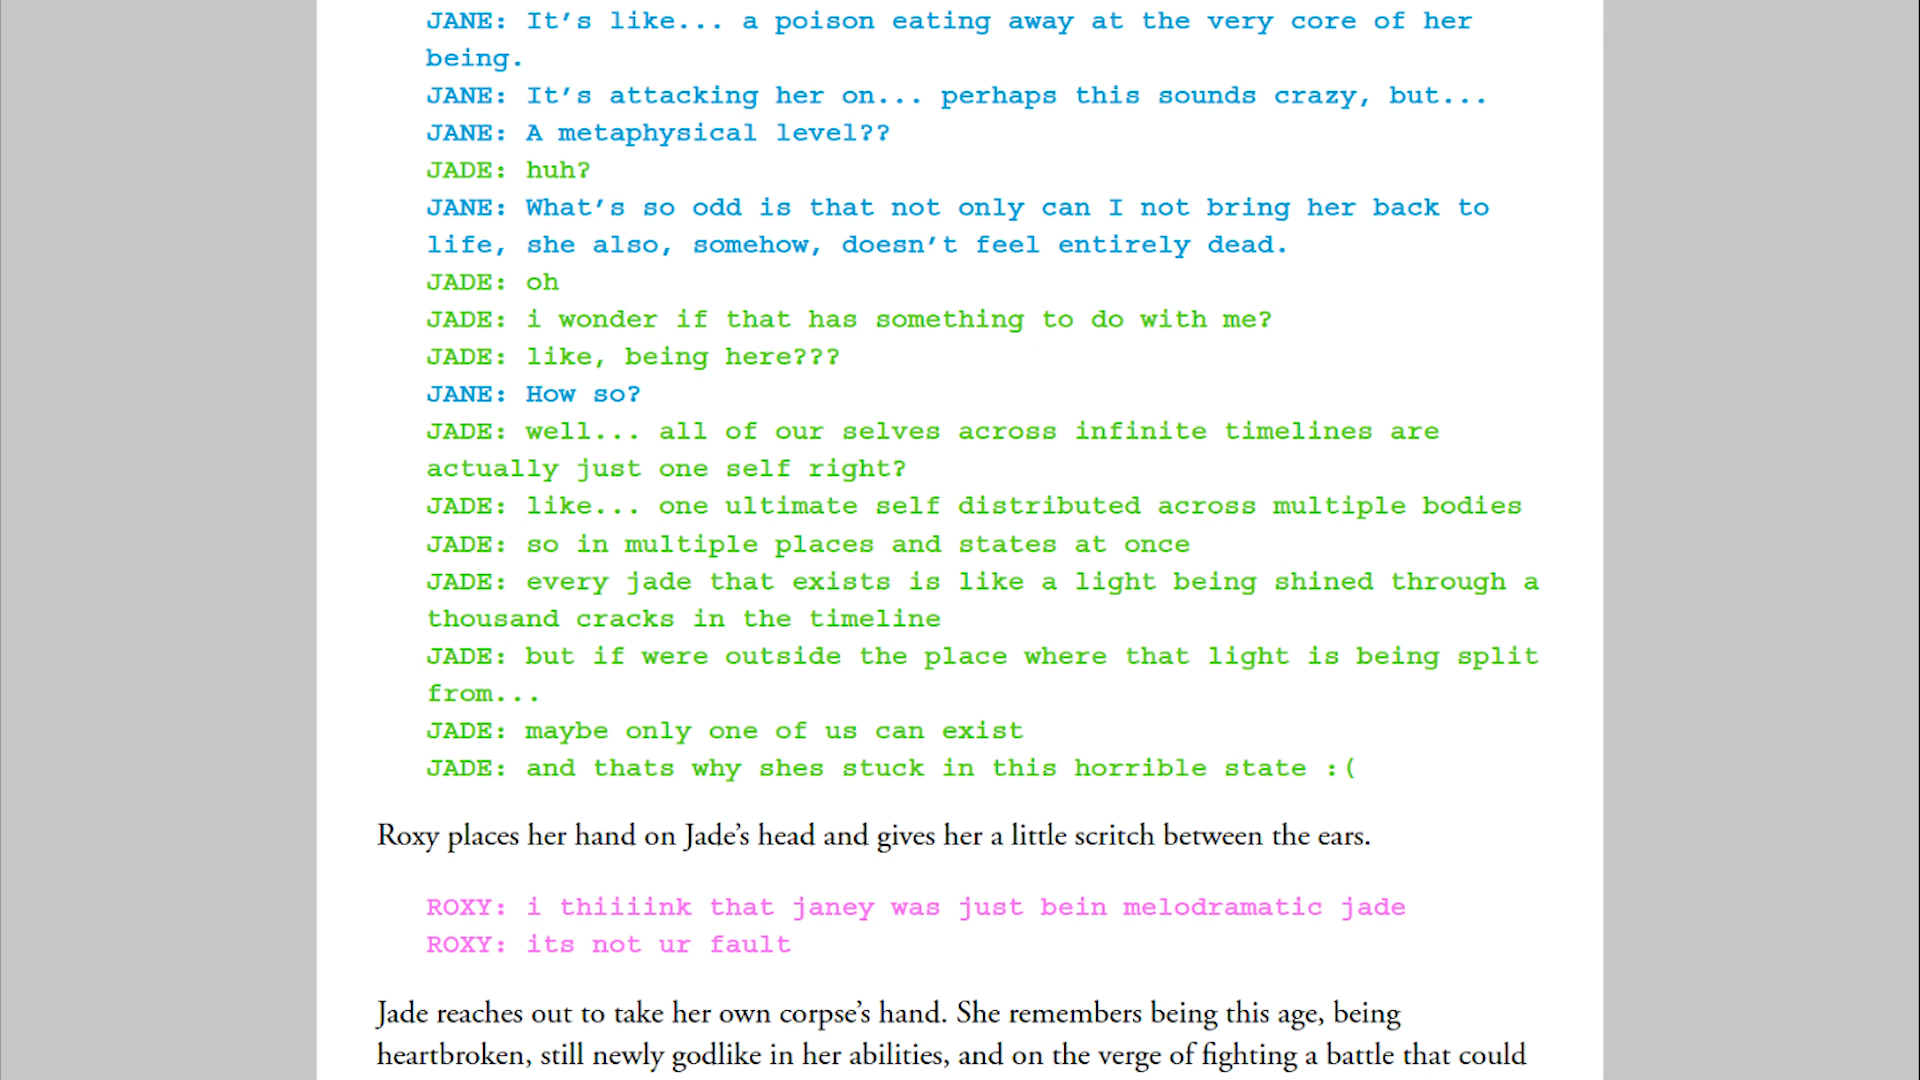 JANE: It’s like... a poison eating away at the very core of her
being.
JANE: It’s attacking her on... perhaps this sounds crazy, but...
JANE: A metaphysical level??
JADE: huh?
JANE: What’s so odd is that not only can I not bring her back to
life, she also, somehow, doesn’t feel entirely dead.
JADE: oh
JADE: i wonder if that has something to do with me?
JADE: like, being here???
JANE: How so?
JADE: well... all of our selves across infinite timelines are
actually just one self right?
JADE: like... one ultimate self distributed across multiple bodies
JADE: so in multiple places and states at once
JADE: every jade that exists is like a light being shined through a
thousand cracks in the timeline
JADE: but if were outside the place where that light is being split
from...
JADE: maybe only one of us can exist
JADE: and thats why shes stuck in this horrible state :(
Roxy places her hand on Jade’s head and gives her a little scritch between the ears.
ROXY: i thiiiink that janey was just bein melodramatic jade
ROXY: its not ur fault
Jade reaches out to take her own corpse’s hand. She remembers being this age, being
heartbroken, still newly godlike in her abilities, and on the verge of fighting a battle that could